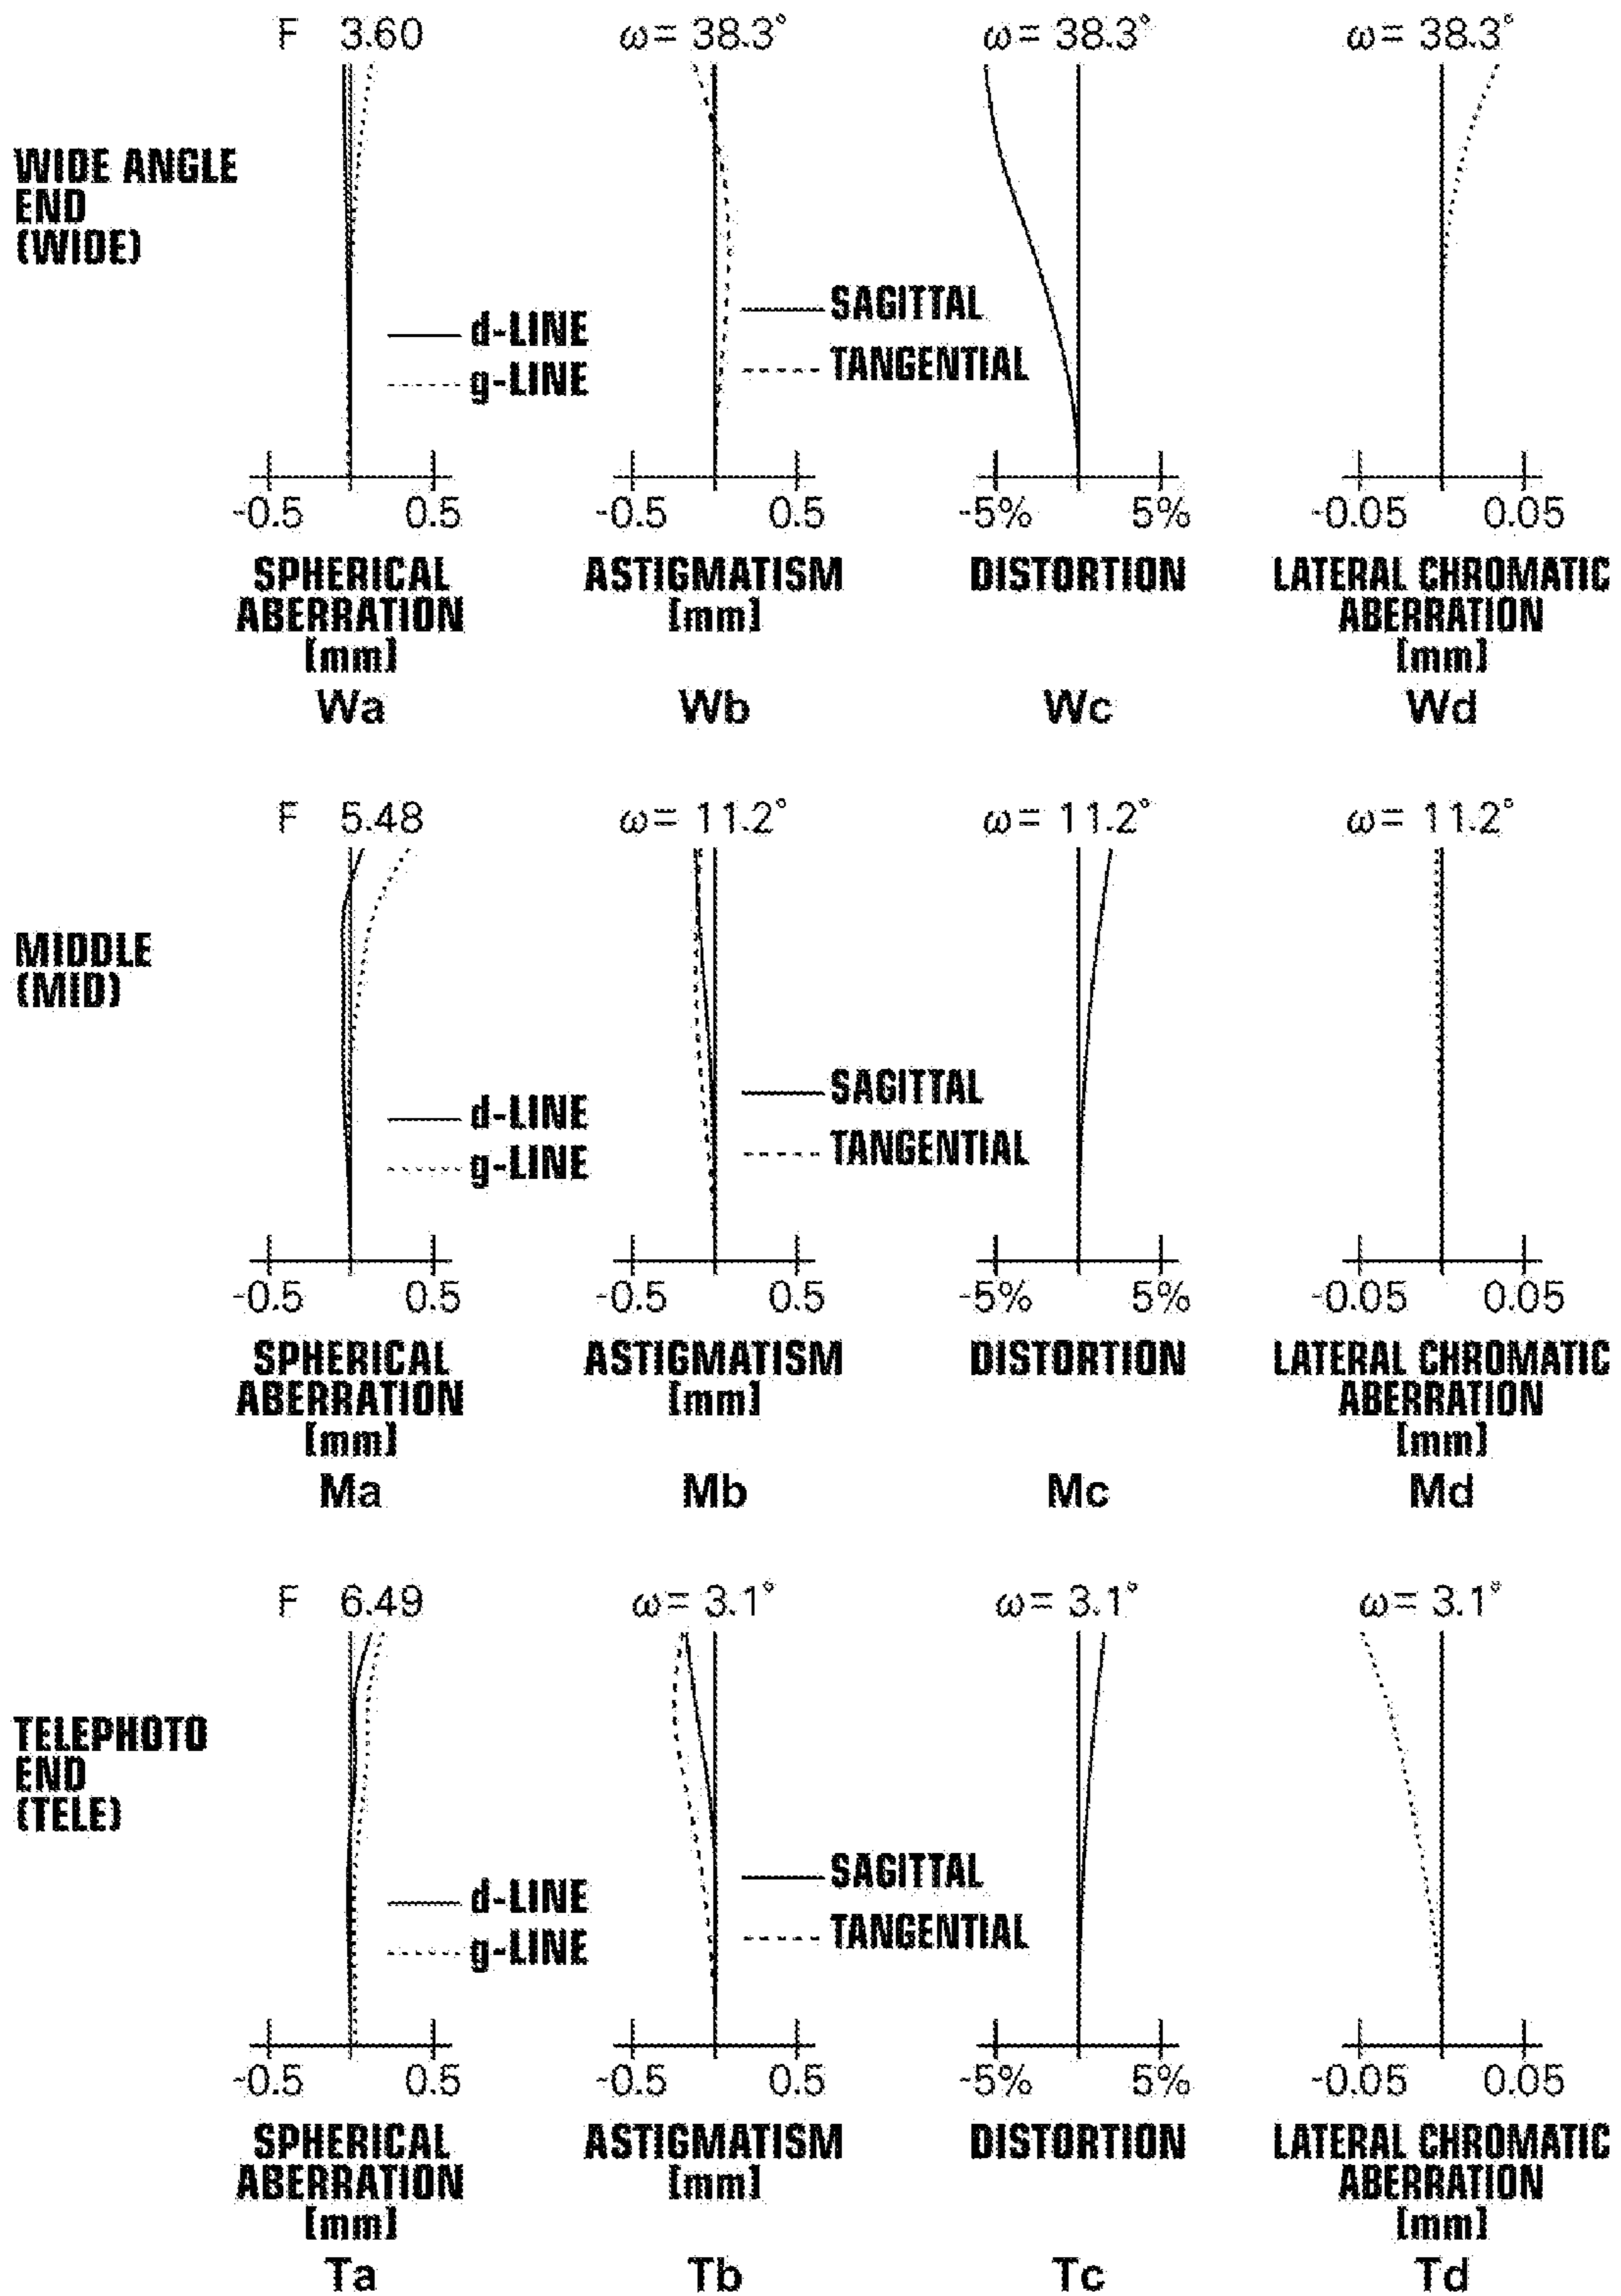 F 3.60
ω= 38.3°
ω= 38.3°
ω= 38.3°
WIDE ANGLE
END
(WIDE)
d-LINE
g-LINE
SAGITTAL
TANGENTIAL
-0.5 0.5
-0.5 0.5
-5% 5%
-0.05 0.05
SPHERICAL
ABERRATION
[mm]
ASTIGMATISM
[mm]
DISTORTION
LATERAL CHROMATIC
ABERRATION
[mm]
Wa
Wb
Wc
Wd
F 5.48
ω= 11.2°
ω= 11.2°
ω= 11.2°
MIDDLE
(MID)
d-LINE
g-LINE
SAGITTAL
TANGENTIAL
-0.5 0.5
-0.5 0.5
-5% 5%
-0.05 0.05
SPHERICAL
ABERRATION
[mm]
ASTIGMATISM
[mm]
DISTORTION
LATERAL CHROMATIC
ABERRATION
[mm]
Ma
Mb
Mc
Md
F 6.49
ω= 3.1°
ω= 3.1°
ω= 3.1°
TELEPHOTO
END
(TELE)
d-LINE
g-LINE
SAGITTAL
TANGENTIAL
-0.5 0.5
-0.5 0.5
-5% 5%
-0.05 0.05
SPHERICAL
ABERRATION
[mm]
ASTIGMATISM
[mm]
DISTORTION
LATERAL CHROMATIC
ABERRATION
[mm]
Ta
Tb
Tc
Td